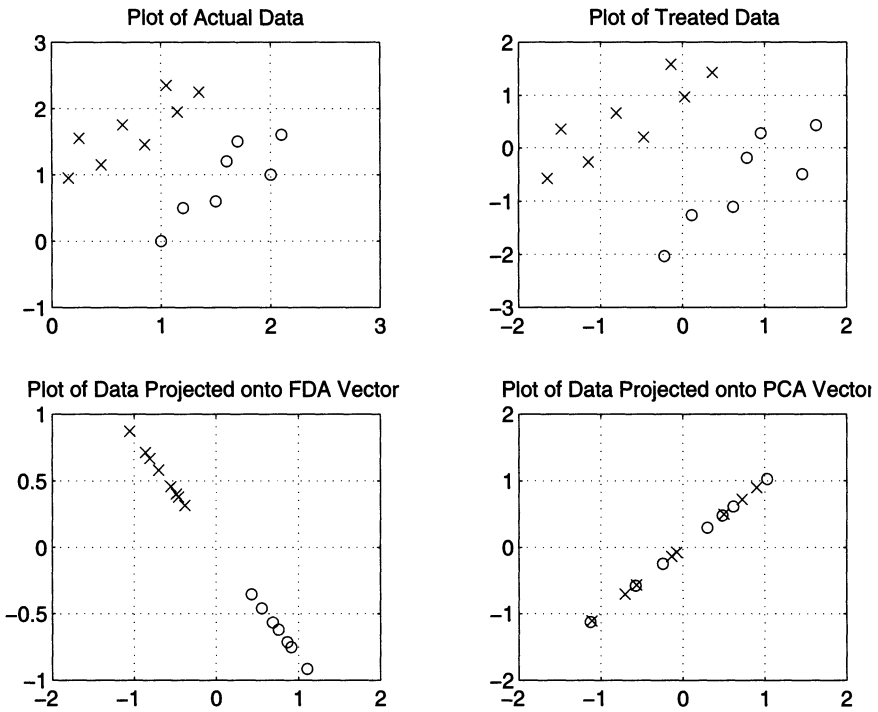 Plot of Actual Data
3
2
1
0
−1
0 1 2 3
Plot of Treated Data
2
1
0
−1
−2
−3
−2 −1 0 1 2
Plot of Data Projected onto FDA Vector
1
0.5
0
−0.5
−1
−2 −1 0 1 2
Plot of Data Projected onto PCA Vector
2
1
0
−1
−2
−2 −1 0 1 2